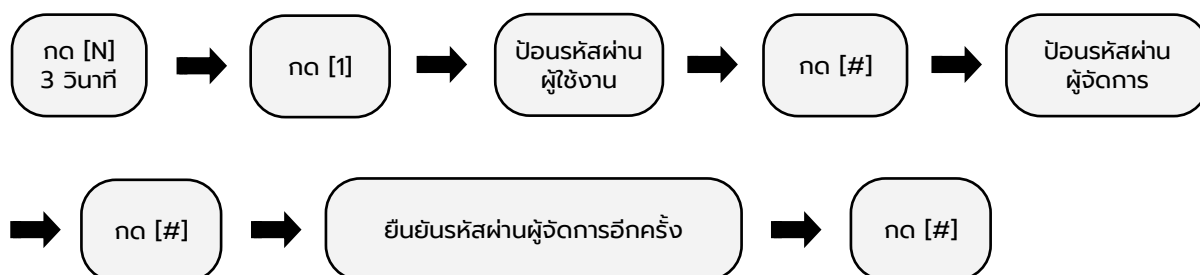 กด [N]
3 วินาที
กด [1]
ป้อนรหัสผ่าน
ผู้ใช้งาน
กด [#]
ป้อนรหัสผ่าน
ผู้จัดการ
กด [#]
ยืนยันรหัสผ่านผู้จัดการอีกครั้ง
กด [#]